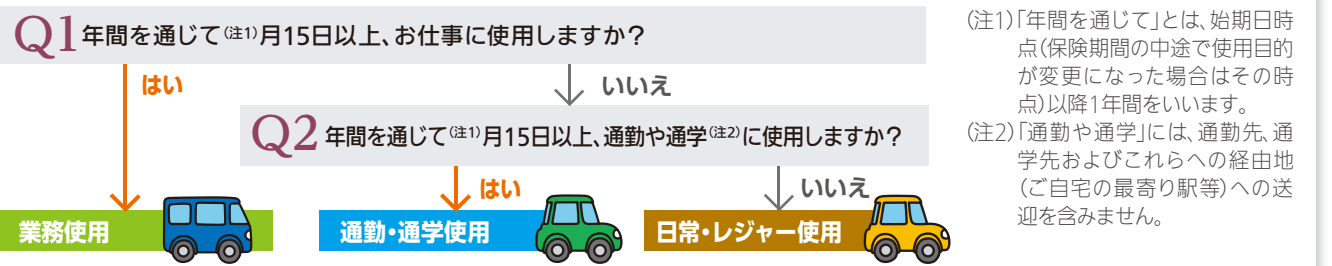 Q1 年間を通じて(注1)月15日以上、お仕事に使用しますか?
はい
いいえ
Q2 年間を通じて(注1)月15日以上、通勤や通学(注2)に使用しますか?
はい
いいえ
業務使用
通勤・通学使用
日常・レジャー使用
(注1)「年間を通じて」とは、始期日時
点(保険期間の中途で使用目的
が変更になった場合はその時
点)以降1年間をいいます。
(注2)「通勤や通学」には、通勤先、通
学先およびこれらへの経由地
(ご自宅の最寄り駅等)への送
迎を含みません。